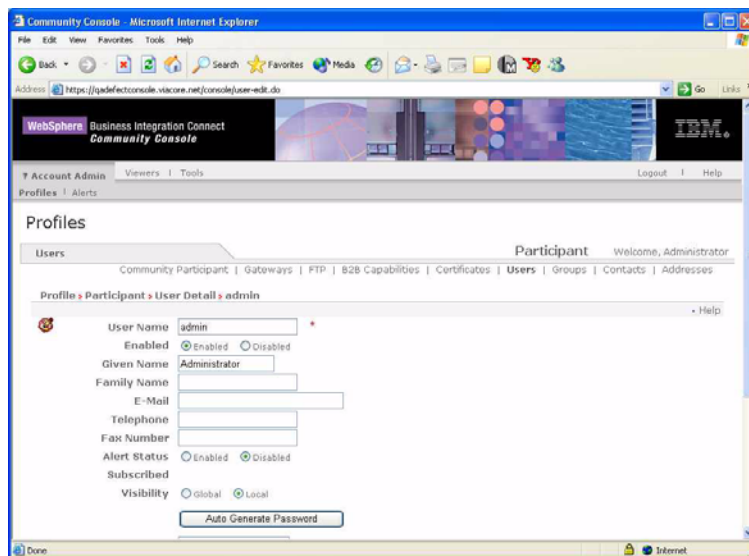 Community Console - Microsoft Internet Explorer
File Edit View Favorites Tools Help
Back Search Favorites Media
Address https://qadefectconsole.viacore.net/console/user-edit.do Go Links
WebSphere Business Integration Connect
Community Console
IBM.
? Account Admin Viewers | Tools Logout | Help
Profiles | Alerts
Profiles
Users Participant Welcome, Administrator
Community Participant | Gateways | FTP | B2B Capabilities | Certificates | Users | Groups | Contacts | Addresses
Profile > Participant > User Detail > admin
• Help
User Name admin *
Enabled Enabled Disabled
Given Name Administrator
Family Name
E-Mail
Telephone
Fax Number
Alert Status Enabled Disabled
Subscribed
Visibility Global Local
Auto Generate Password
Done Internet